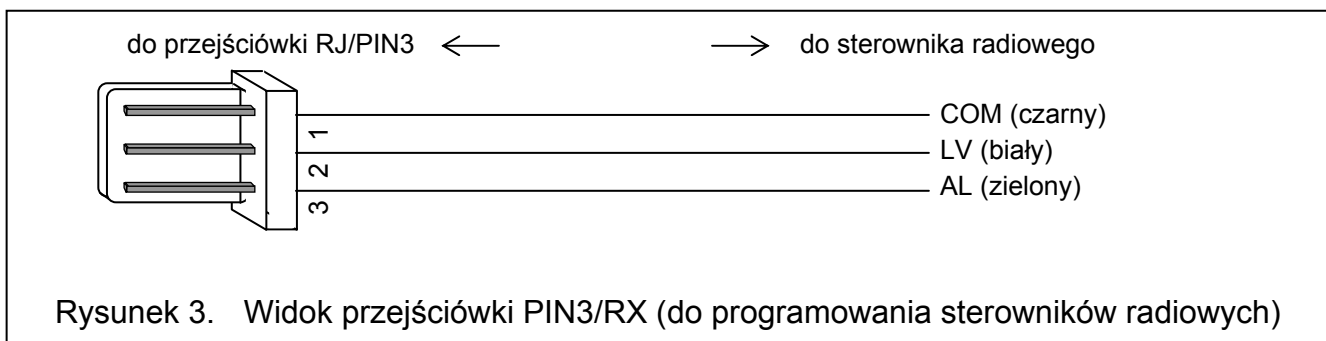 do przejściówki RJ/PIN3 do sterownika radiowego
COM (czarny)
1
LV (biały)
2
AL (zielony)
3
Rysunek 3. Widok przejściówki PIN3/RX (do programowania sterowników radiowych)